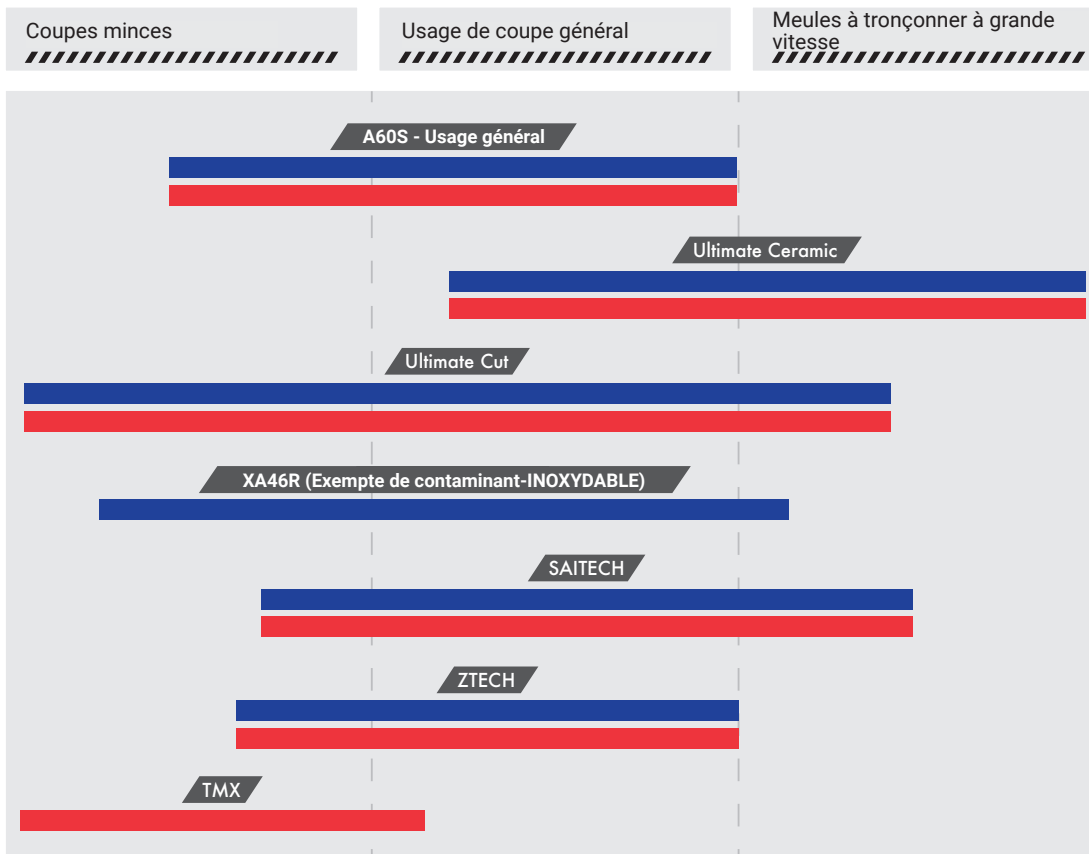 Coupes minces
Usage de coupe général
Meules à tronçonner à grande
vitesse
A60S - Usage général
Ultimate Ceramic
Ultimate Cut
XA46R (Exempte de contaminant-INOXYDABLE)
SAITECH
ZTECH
TMX